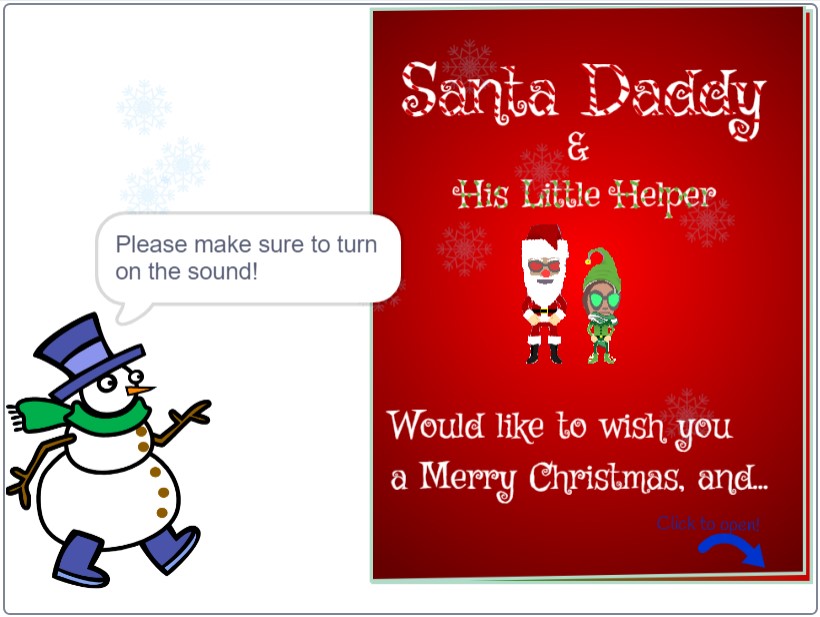 Please make sure to turn
on the sound!
Santa Daddy
&
His Little Helper
Would like to wish you
a Merry Christmas, and...
Click to open!